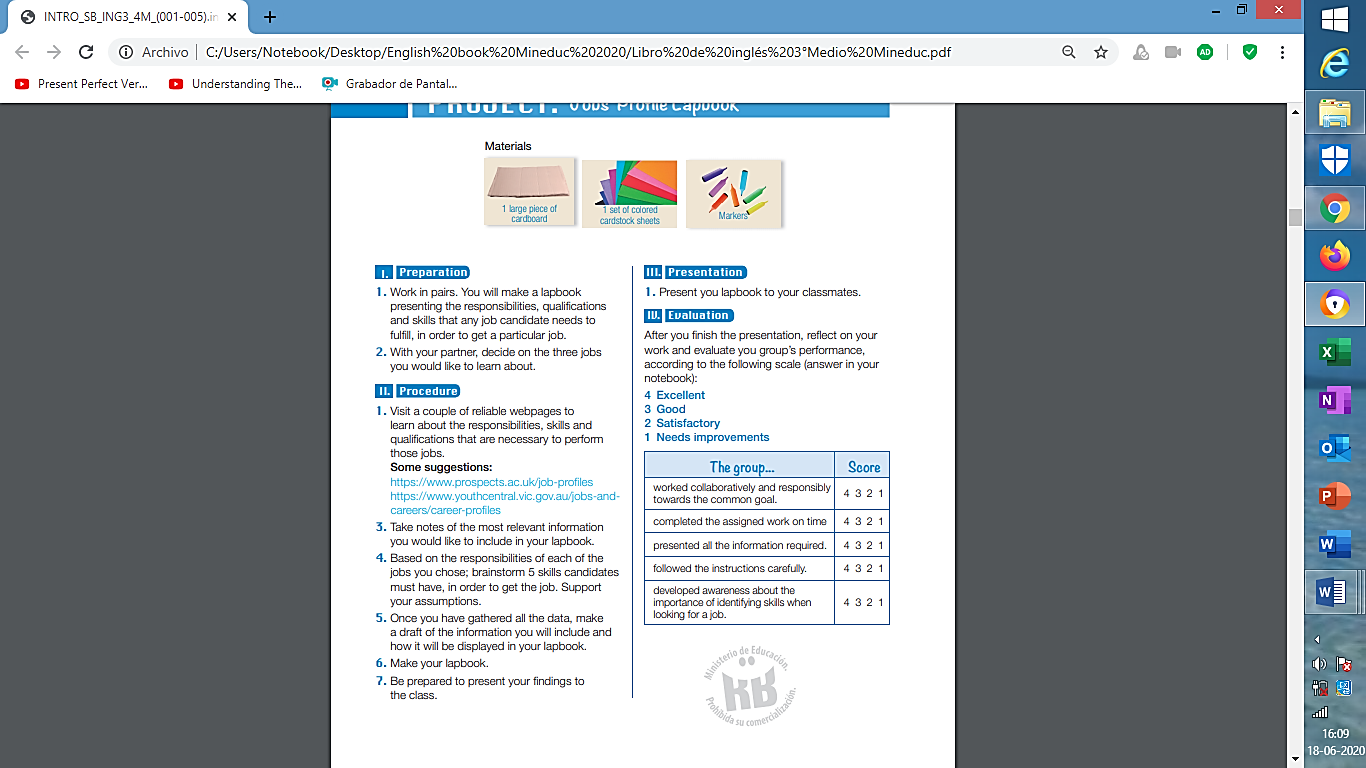 INTRO_SB_ING3_4M_(001-005).in
Archivo
C:/Users/Notebook/Desktop/English%20book%20Mineduc%202020/Libro%20de%20inglés%203°Medio%20Mineduc.pdf
AD
Present Perfect Ver...
Understanding The...
Grabador de Pantal...
PROJECT: Jobs' Profile Lapbook
Materials
1 large piece of
cardboard
1 set of colored
cardstock sheets
Markers
I. Preparation
1. Work in pairs. You will make a lapbook
presenting the responsibilities, qualifications
and skills that any job candidate needs to
fulfill, in order to get a particular job.
2. With your partner, decide on the three jobs
you would like to learn about.
II. Procedure
1. Visit a couple of reliable webpages to
learn about the responsibilities, skills and
qualifications that are necessary to perform
those jobs.
Some suggestions:
https://www.prospects.ac.uk/job-profiles
https://www.youthcentral.vic.gov.au/jobs-and-
careers/career-profiles
3. Take notes of the most relevant information
you would like to include in your lapbook.
4. Based on the responsibilities of each of the
jobs you chose; brainstorm 5 skills candidates
must have, in order to get the job. Support
your assumptions.
5. Once you have gathered all the data, make
a draft of the information you will include and
how it will be displayed in your lapbook.
6. Make your lapbook.
7. Be prepared to present your findings to
the class.
III. Presentation
1. Present you lapbook to your classmates.
IV. Evaluation
After you finish the presentation, reflect on your
work and evaluate you group's performance,
according to the following scale (answer in your
notebook):
4 Excellent
3 Good
2 Satisfactory
1 Needs improvements
The group... Score
worked collaboratively and responsibly
towards the common goal. 4 3 2 1
completed the assigned work on time 4 3 2 1
presented all the information required. 4 3 2 1
followed the instructions carefully. 4 3 2 1
developed awareness about the
importance of identifying skills when
looking for a job. 4 3 2 1
Ministerio de Educación.
Prohibida su comercialización.
16:09
18-06-2020